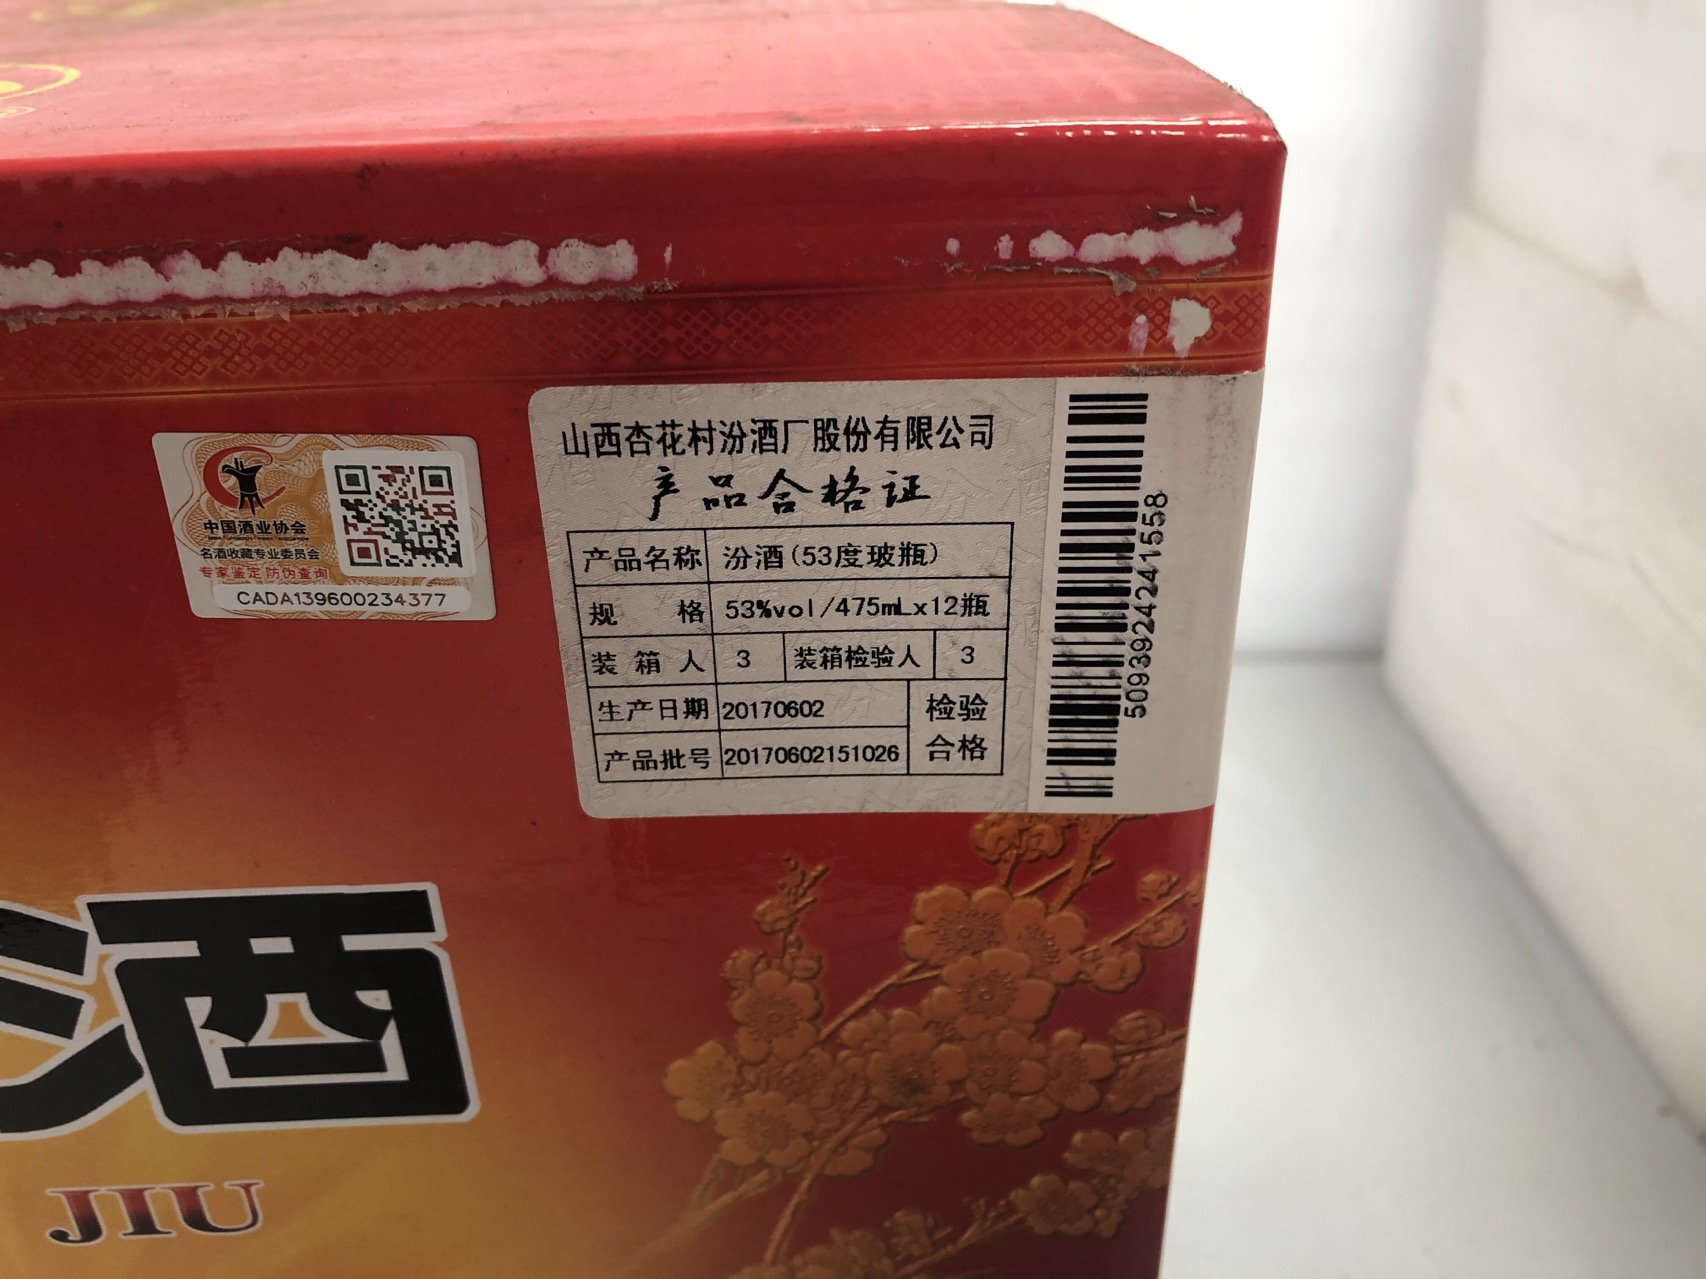 中国酒业协会
名酒收藏专业委员会
专家鉴定 防伪查询
CADA139600234377
山西杏花村汾酒厂股份有限公司
产品合格证
产品名称 汾酒(53度玻瓶)
规 格 53%vol/475mLx12瓶
装 箱 人 3 装箱检验人 3
生产日期 20170602 检验
产品批号 20170602151026 合格
50939242241558
酒
JIU